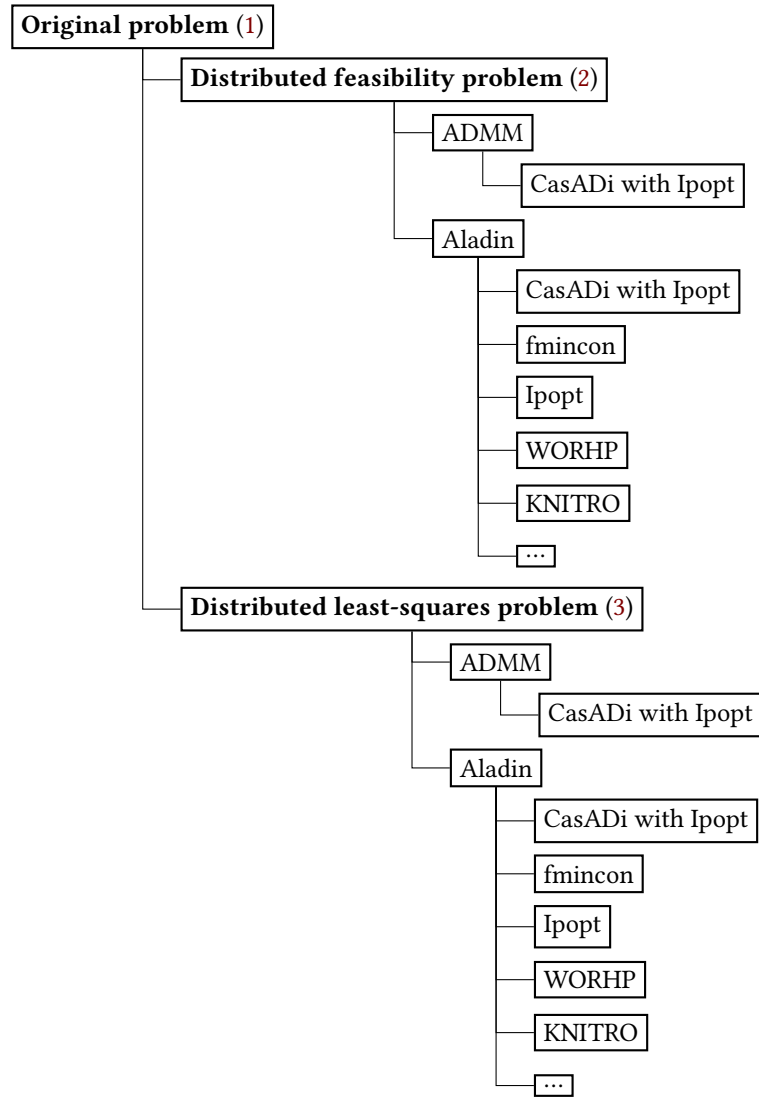 Original problem (1)
Distributed feasibility problem (2)
ADMM
CasADi with Ipopt
Aladin
CasADi with Ipopt
fmincon
Ipopt
WORHP
KNITRO
...
Distributed least-squares problem (3)
ADMM
CasADi with Ipopt
Aladin
CasADi with Ipopt
fmincon
Ipopt
WORHP
KNITRO
...